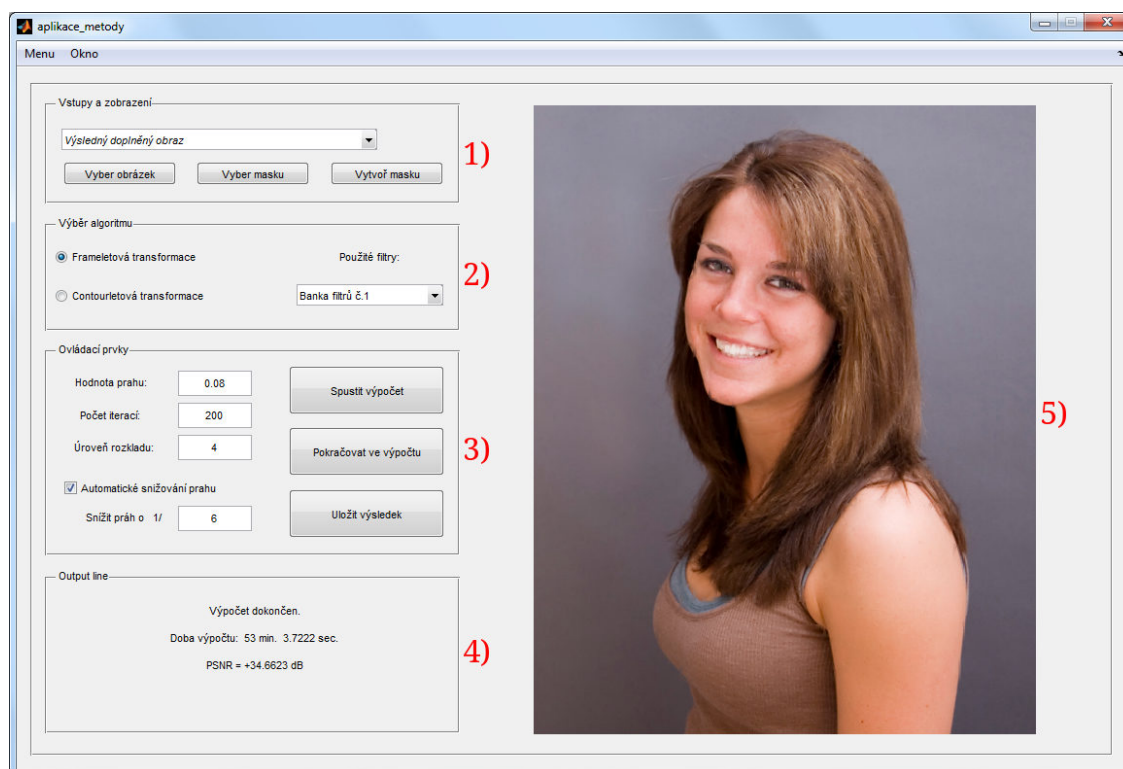 aplikace_metody
Menu Okno
Vstupy a zobrazení
Výsledný doplněný obraz
Vyber obrázek Vyber masku Vytvoř masku
1)
Výběr algoritmu
Frameletová transformace Použité filtry:
Contourletová transformace Banka filtrů č.1
2)
Ovládací prvky
Hodnota prahu: 0.08 Spustit výpočet
Počet iterací: 200
Úroveň rozkladu: 4 Pokračovat ve výpočtu
3)
Automatické snižování prahu
Snížit práh o 1/ 6 Uložit výsledek
Output line
Výpočet dokončen.
Doba výpočtu: 53 min. 3.7222 sec.
PSNR = +34.6623 dB
4)
5)